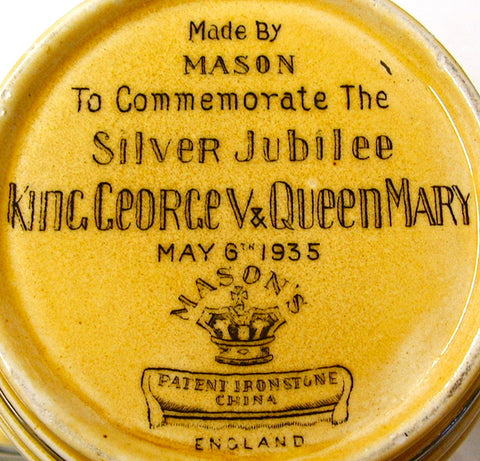 Made By
MASON
To Commemorate The
Silver Jubilee
KING GEORGE V & QUEEN MARY
MAY 6TH 1935
MASON'S
PATENT IRONSTONE
CHINA
ENGLAND